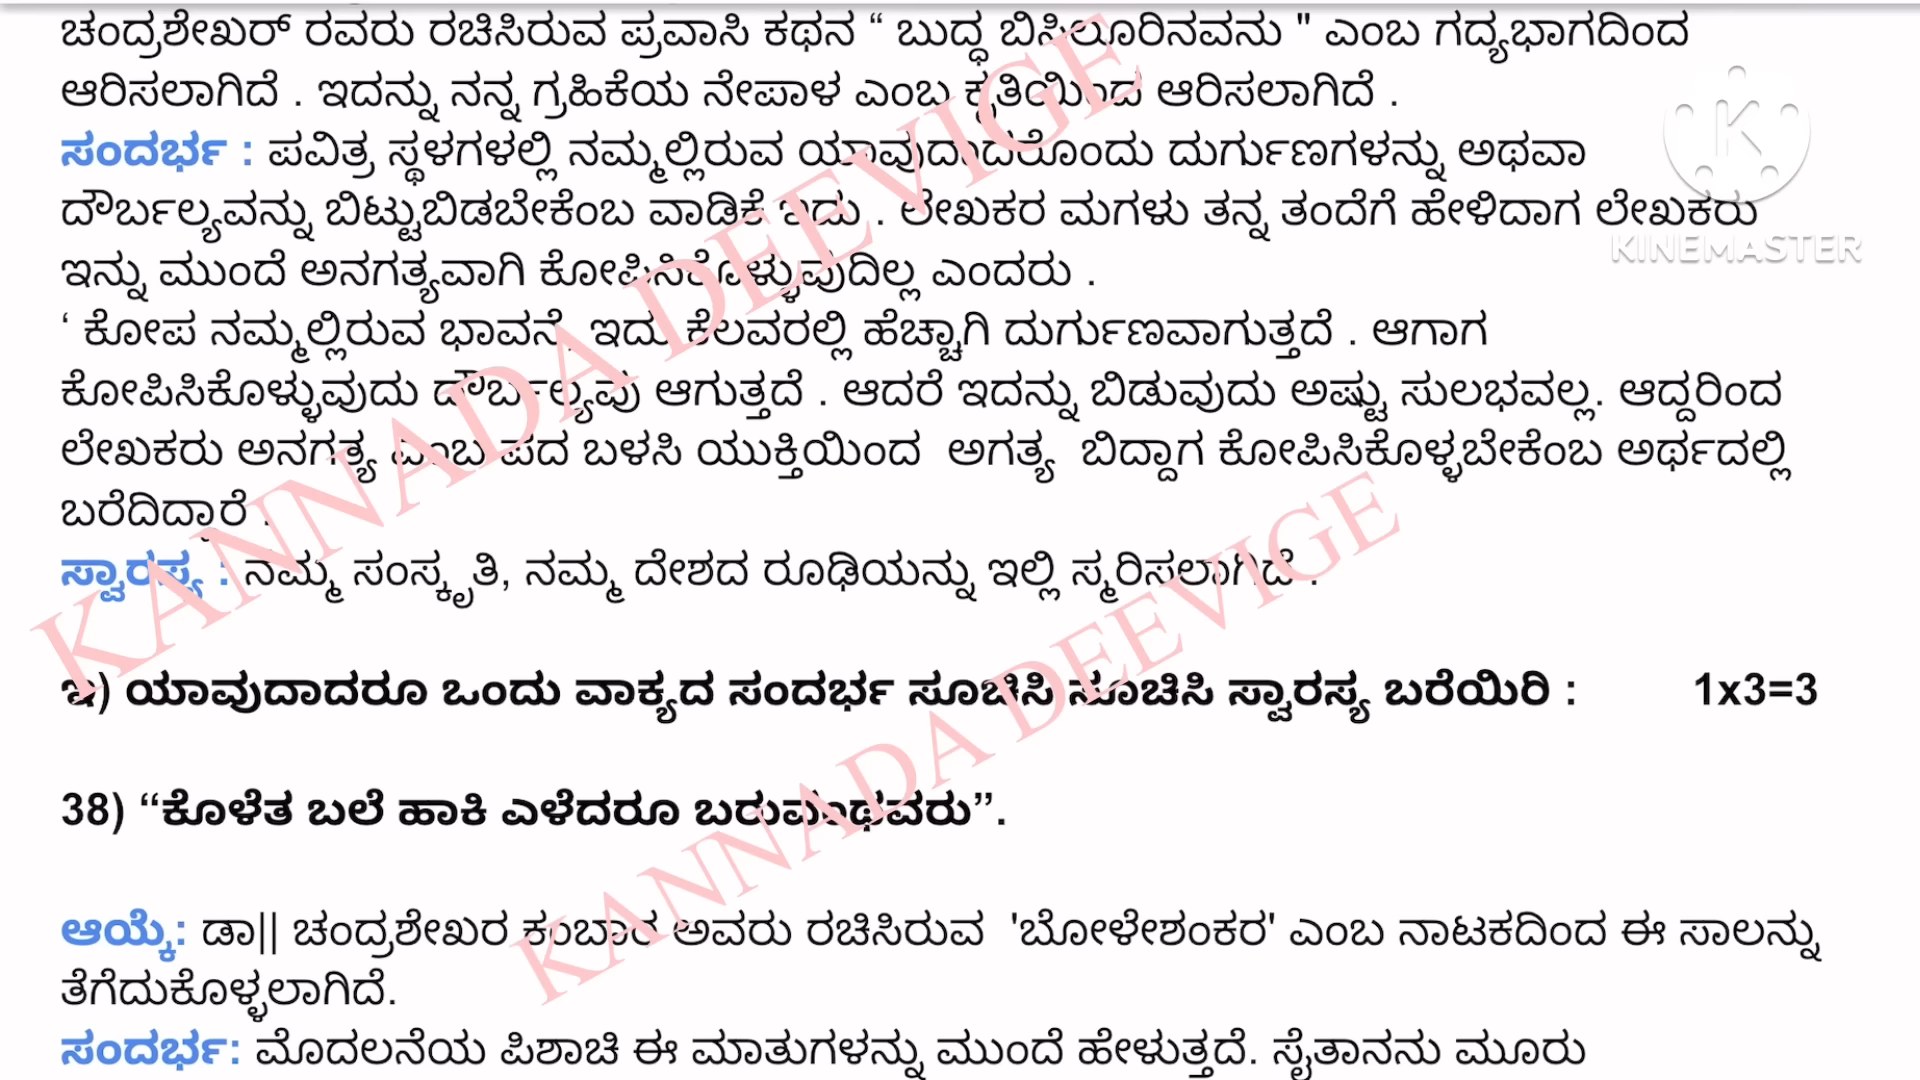 ಚಂದ್ರಶೇಖರ್ ರವರು ರಚಿಸಿರುವ ಪ್ರವಾಸಿ ಕಥನ “ ಬುದ್ಧ ಬಿಸಿಲೂರಿನವನು " ಎಂಬ ಗದ್ಯಭಾಗದಿಂದ
ಆರಿಸಲಾಗಿದೆ . ಇದನ್ನು ನನ್ನ ಗ್ರಹಿಕೆಯ ನೇಪಾಳ ಎಂಬ ಕೃತಿಯಿಂದ ಆರಿಸಲಾಗಿದೆ .
ಸಂದರ್ಭ : ಪವಿತ್ರ ಸ್ಥಳಗಳಲ್ಲಿ ನಮ್ಮಲ್ಲಿರುವ ಯಾವುದಾದರೊಂದು ದುರ್ಗುಣಗಳನ್ನು ಅಥವಾ
ದೌರ್ಬಲ್ಯವನ್ನು ಬಿಟ್ಟುಬಿಡಬೇಕೆಂಬ ವಾಡಿಕೆ ಇದು . ಲೇಖಕರ ಮಗಳು ತನ್ನ ತಂದೆಗೆ ಹೇಳಿದಾಗ ಲೇಖಕರು
ಇನ್ನು ಮುಂದೆ ಅನಗತ್ಯವಾಗಿ ಕೋಪಿಸಿಕೊಳ್ಳುವುದಿಲ್ಲ ಎಂದರು .
‘ ಕೋಪ ನಮ್ಮಲ್ಲಿರುವ ಭಾವನೆ, ಇದು ಕೆಲವರಲ್ಲಿ ಹೆಚ್ಚಾಗಿ ದುರ್ಗುಣವಾಗುತ್ತದೆ . ಆಗಾಗ
ಕೋಪಿಸಿಕೊಳ್ಳುವುದು ದೌರ್ಬಲ್ಯವು ಆಗುತ್ತದೆ . ಆದರೆ ಇದನ್ನು ಬಿಡುವುದು ಅಷ್ಟು ಸುಲಭವಲ್ಲ. ಆದ್ದರಿಂದ
ಲೇಖಕರು ಅನಗತ್ಯ ಎಂಬ ಪದ ಬಳಸಿ ಯುಕ್ತಿಯಿಂದ ಅಗತ್ಯ ಬಿದ್ದಾಗ ಕೋಪಿಸಿಕೊಳ್ಳಬೇಕೆಂಬ ಅರ್ಥದಲ್ಲಿ
ಬರೆದಿದ್ದಾರೆ .
ಸ್ವಾರಸ್ಯ : ನಮ್ಮ ಸಂಸ್ಕೃತಿ, ನಮ್ಮ ದೇಶದ ರೂಢಿಯನ್ನು ಇಲ್ಲಿ ಸ್ಮರಿಸಲಾಗಿದೆ .
ಇ) ಯಾವುದಾದರೂ ಒಂದು ವಾಕ್ಯದ ಸಂದರ್ಭ ಸೂಚಿಸಿ ಸೂಚಿಸಿ ಸ್ವಾರಸ್ಯ ಬರೆಯಿರಿ : 1x3=3
38) “ಕೊಳೆತ ಬಲೆ ಹಾಕಿ ಎಳೆದರೂ ಬರುವಂಥವರು”.
ಆಯ್ಕೆ: ಡಾ|| ಚಂದ್ರಶೇಖರ ಕಂಬಾರ ಅವರು ರಚಿಸಿರುವ 'ಬೋಳೇಶಂಕರ' ಎಂಬ ನಾಟಕದಿಂದ ಈ ಸಾಲನ್ನು
ತೆಗೆದುಕೊಳ್ಳಲಾಗಿದೆ.
ಸಂದರ್ಭ: ಮೊದಲನೆಯ ಪಿಶಾಚಿ ಈ ಮಾತುಗಳನ್ನು ಮುಂದೆ ಹೇಳುತ್ತದೆ. ಸೈತಾನನು ಮೂರು
KANNADA DEEVIGE
KANNADA DEEVIGE
K
KINEMASTER